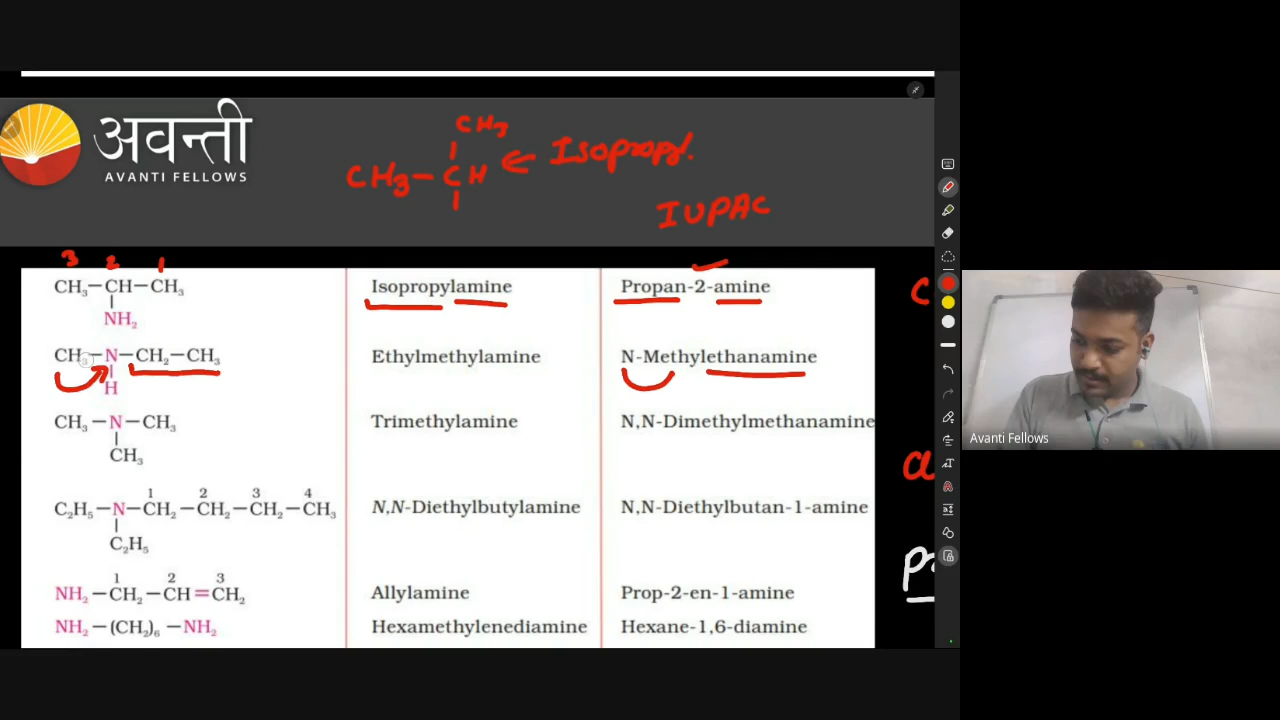 अवन्ती
AVANTI FELLOWS
CH₃
CH₃ — CH ⇐ Isopropyl.
IUPAC
3 2 1
CH₃—CH—CH₃ Isopropylamine Propan-2-amine
NH₂
CH₃—N—CH₂—CH₃ Ethylmethylamine N-Methylethanamine
H
CH₃—N—CH₃ Trimethylamine N,N-Dimethylmethanamine
CH₃
1 2 3 4
C₂H₅—N—CH₂—CH₂—CH₂—CH₃ N,N-Diethylbutylamine N,N-Diethylbutan-1-amine
C₂H₅
1 2 3
NH₂—CH₂—CH=CH₂ Allylamine Prop-2-en-1-amine
NH₂—(CH₂)₆—NH₂ Hexamethylenediamine Hexane-1,6-diamine
Avanti Fellows